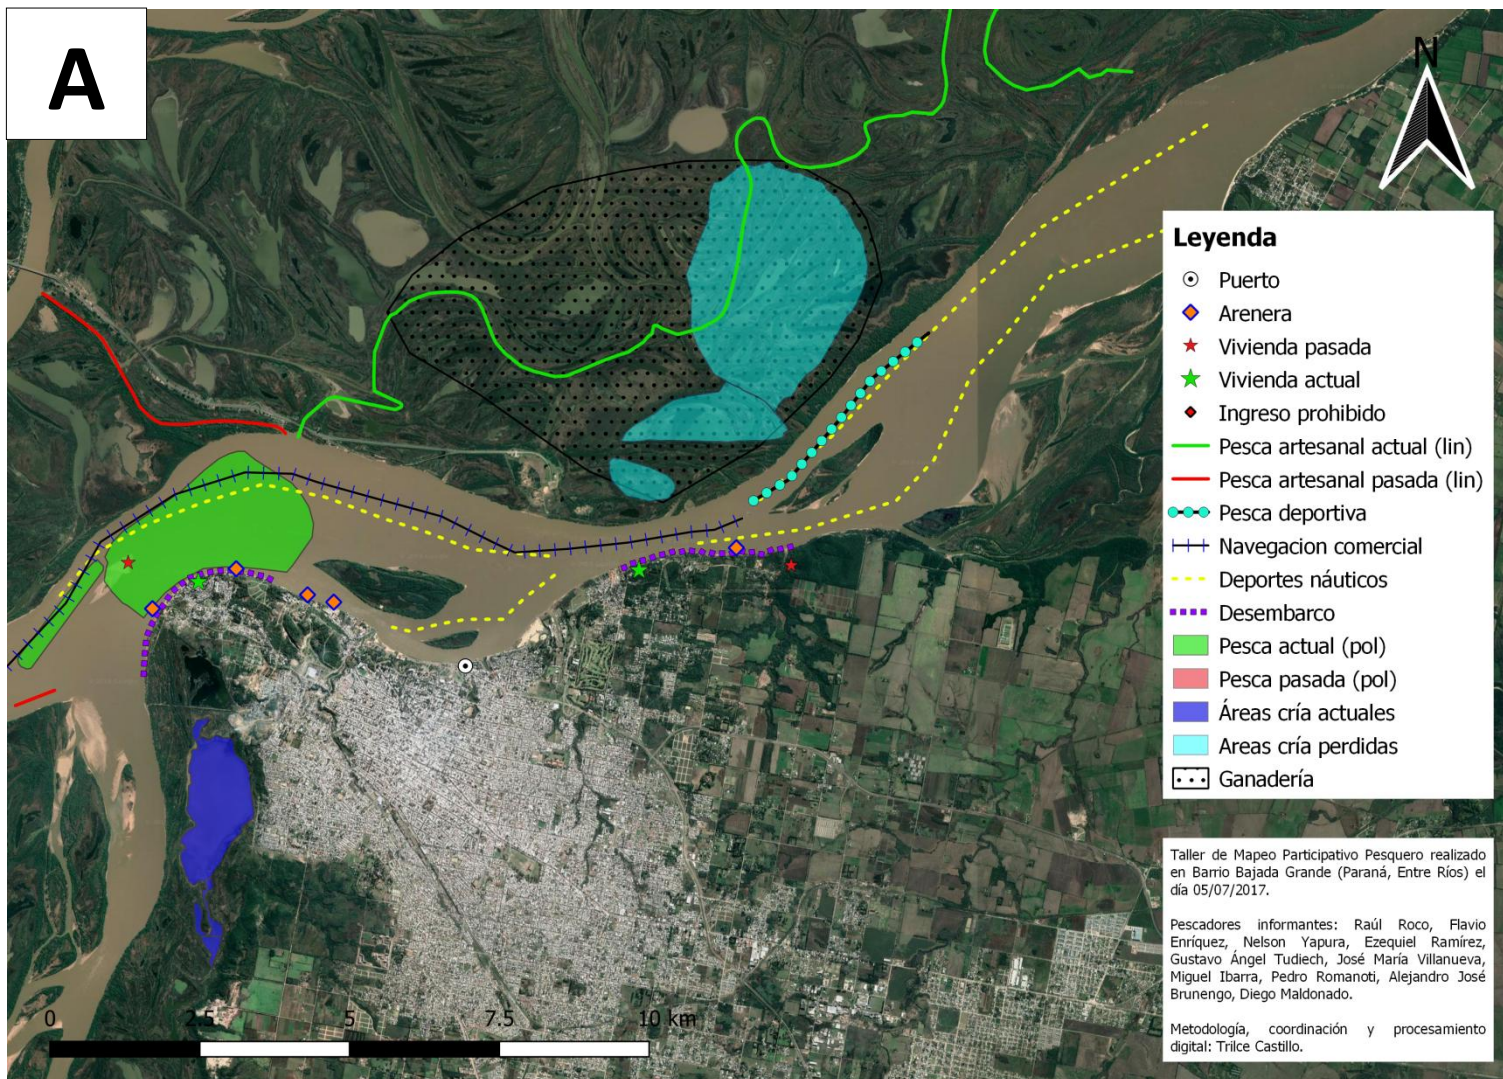 A
N
Leyenda
Puerto
Arenera
Vivienda pasada
Vivienda actual
Ingreso prohibido
Pesca artesanal actual (lin)
Pesca artesanal pasada (lin)
Pesca deportiva
Navegacion comercial
Deportes náuticos
Desembarco
Pesca actual (pol)
Pesca pasada (pol)
Áreas cría actuales
Areas cría perdidas
Ganadería
Taller de Mapeo Participativo Pesquero realizado
en Barrio Bajada Grande (Paraná, Entre Ríos) el
día 05/07/2017.
Pescadores informantes: Raúl Roco, Flavio
Enríquez, Nelson Yapura, Ezequiel Ramírez,
Gustavo Ángel Tudiech, José María Villanueva,
Miguel Ibarra, Pedro Romanoti, Alejandro José
Brunengo, Diego Maldonado.
Metodología, coordinación y procesamiento
digital: Trilce Castillo.
0 2.5 5 7.5 10 km